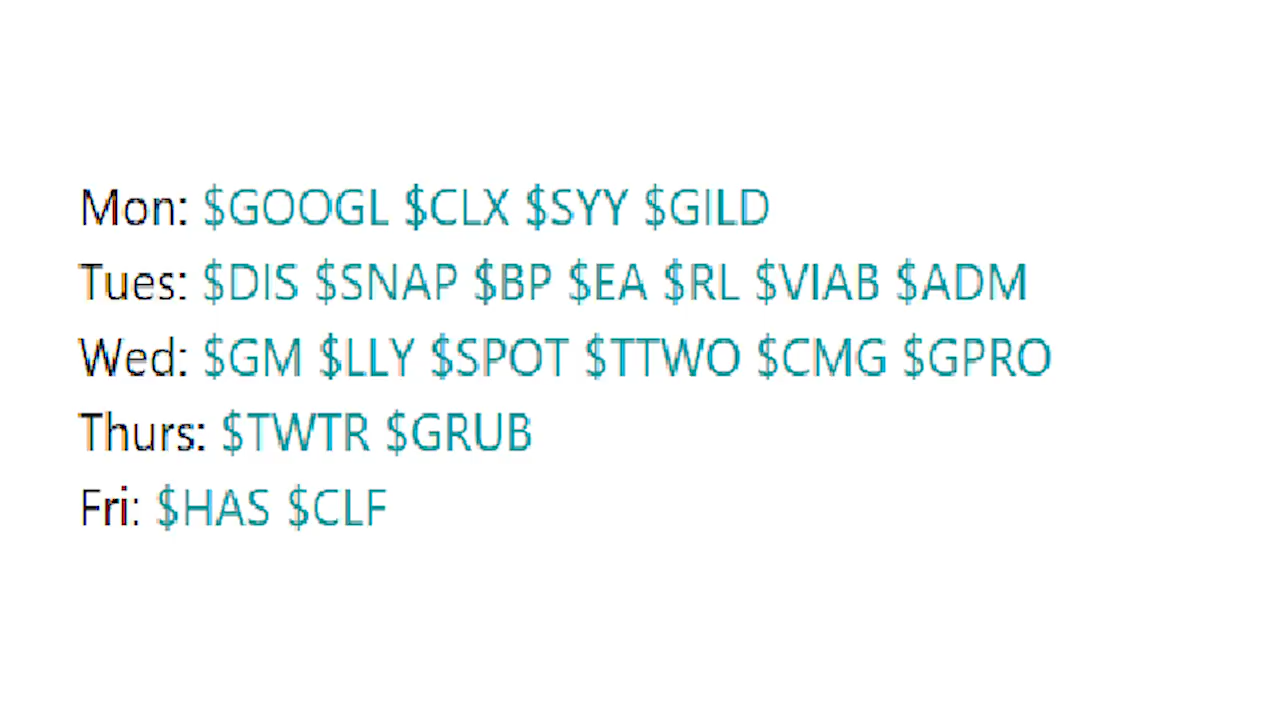 Mon: $GOOGL $CLX $SYY $GILD
Tues: $DIS $SNAP $BP $EA $RL $VIAB $ADM
Wed: $GM $LLY $SPOT $TTWO $CMG $GPRO
Thurs: $TWTR $GRUB
Fri: $HAS $CLF